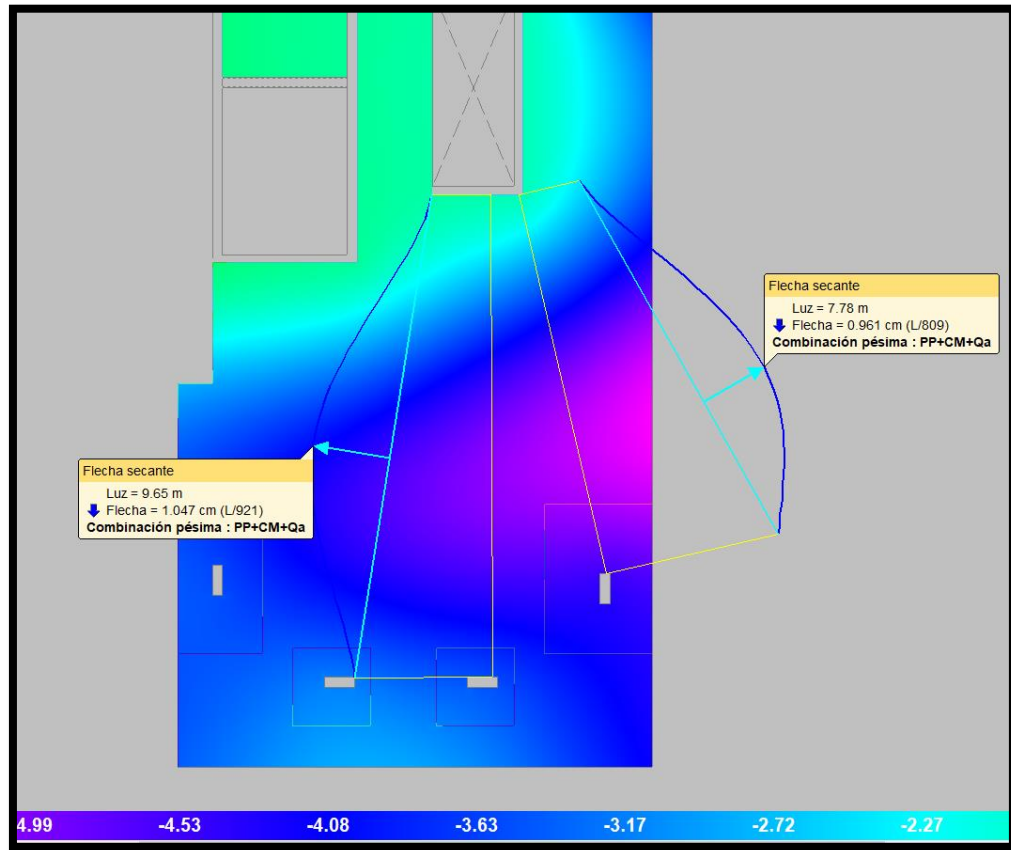 Flecha secante
Luz = 7.78 m
Flecha = 0.961 cm (L/809)
Combinación pésima : PP+CM+Qa
Flecha secante
Luz = 9.65 m
Flecha = 1.047 cm (L/921)
Combinación pésima : PP+CM+Qa
4.99 -4.53 -4.08 -3.63 -3.17 -2.72 -2.27